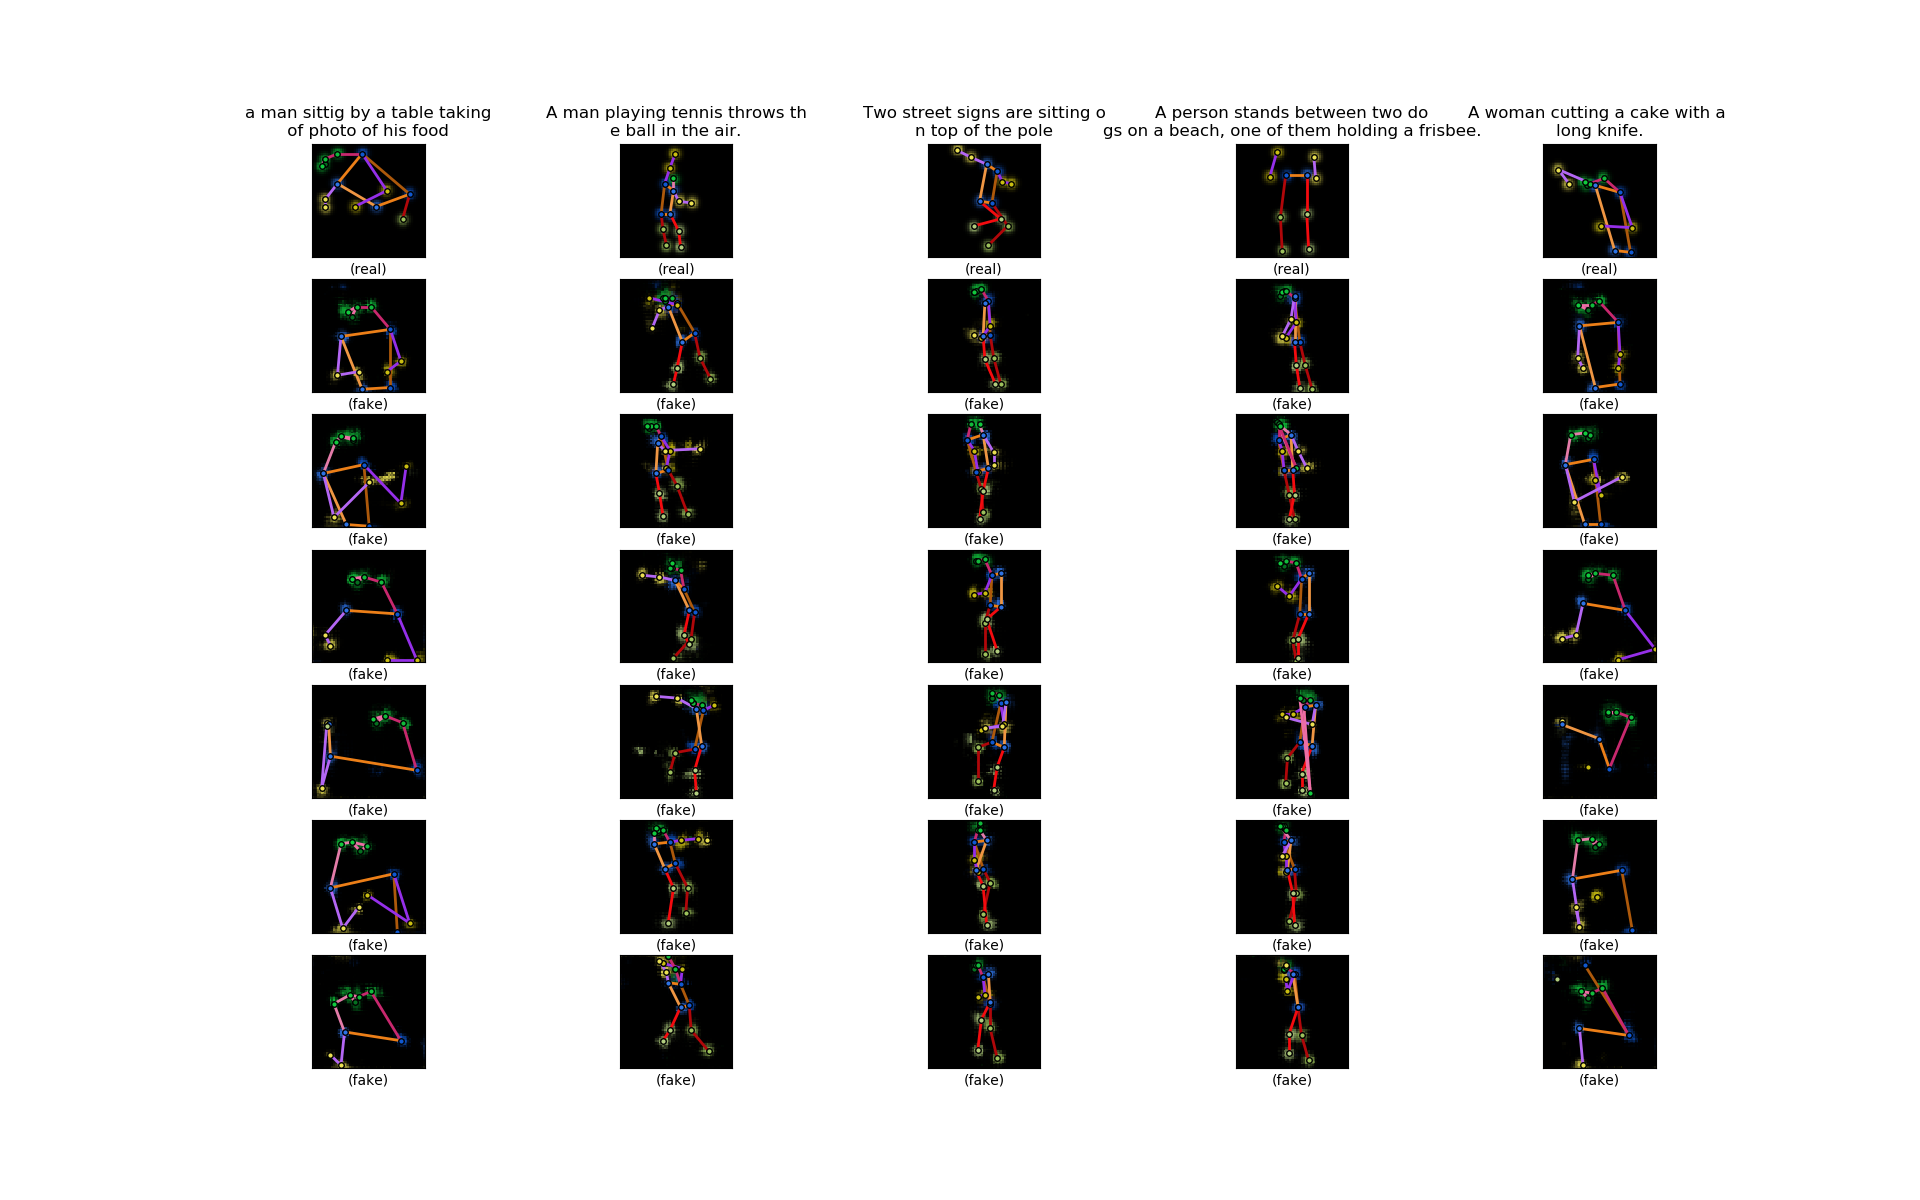 a man sittig by a table taking
of photo of his food
A man playing tennis throws th
e ball in the air.
Two street signs are sitting o
n top of the pole
A person stands between two do
gs on a beach, one of them holding a frisbee.
A woman cutting a cake with a
long knife.
(real) (real) (real) (real) (real)
(fake) (fake) (fake) (fake) (fake)
(fake) (fake) (fake) (fake) (fake)
(fake) (fake) (fake) (fake) (fake)
(fake) (fake) (fake) (fake) (fake)
(fake) (fake) (fake) (fake) (fake)
(fake) (fake) (fake) (fake) (fake)